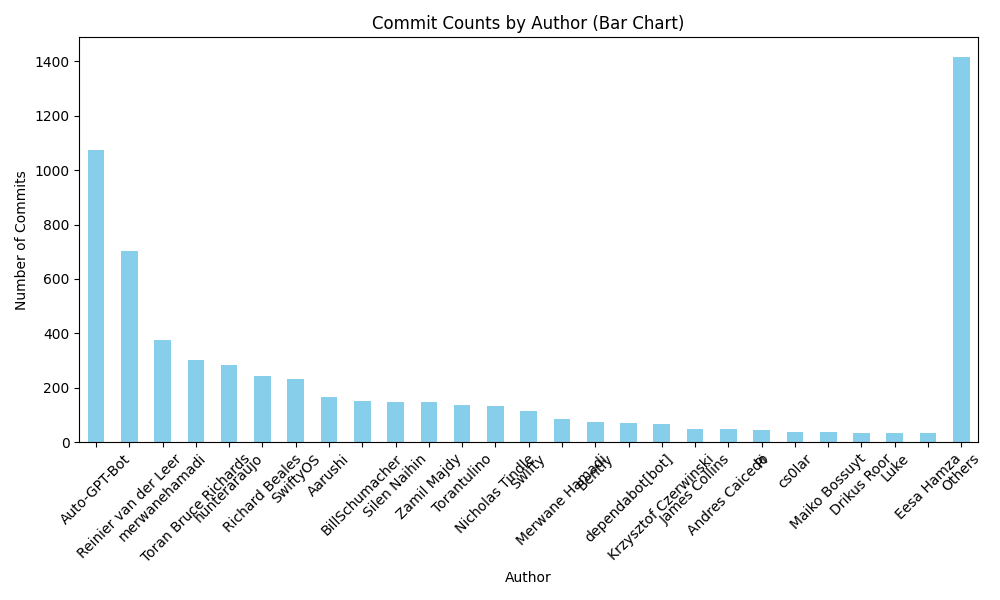 Commit Counts by Author (Bar Chart)
Number of Commits
1400
1200
1000
800
600
400
200
0
Auto-GPT-Bot
Reinier van der Leer
merwanehamadi
Toran Bruce Richards
hunteraraujo
Richard Beales
SwiftyOS
Aarushi
BillSchumacher
Silen Naihin
Zamil Majdy
Torantulino
Nicholas Tindle
Swifty
Merwane Hamadi
Bently
dependabot[bot]
Krzysztof Czerwinski
James Collins
Andres Caicedo
Pi
cs0lar
Maiko Bossuyt
Drikus Roor
Luke
Eesa Hamza
Others
Author